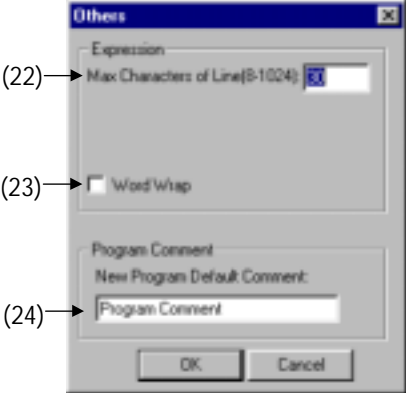 Others
Expression
(22) Max Characters of Line(8-1024): 80
(23) Word Wrap
Program Comment
New Program Default Comment:
(24) Program Comment
OK Cancel